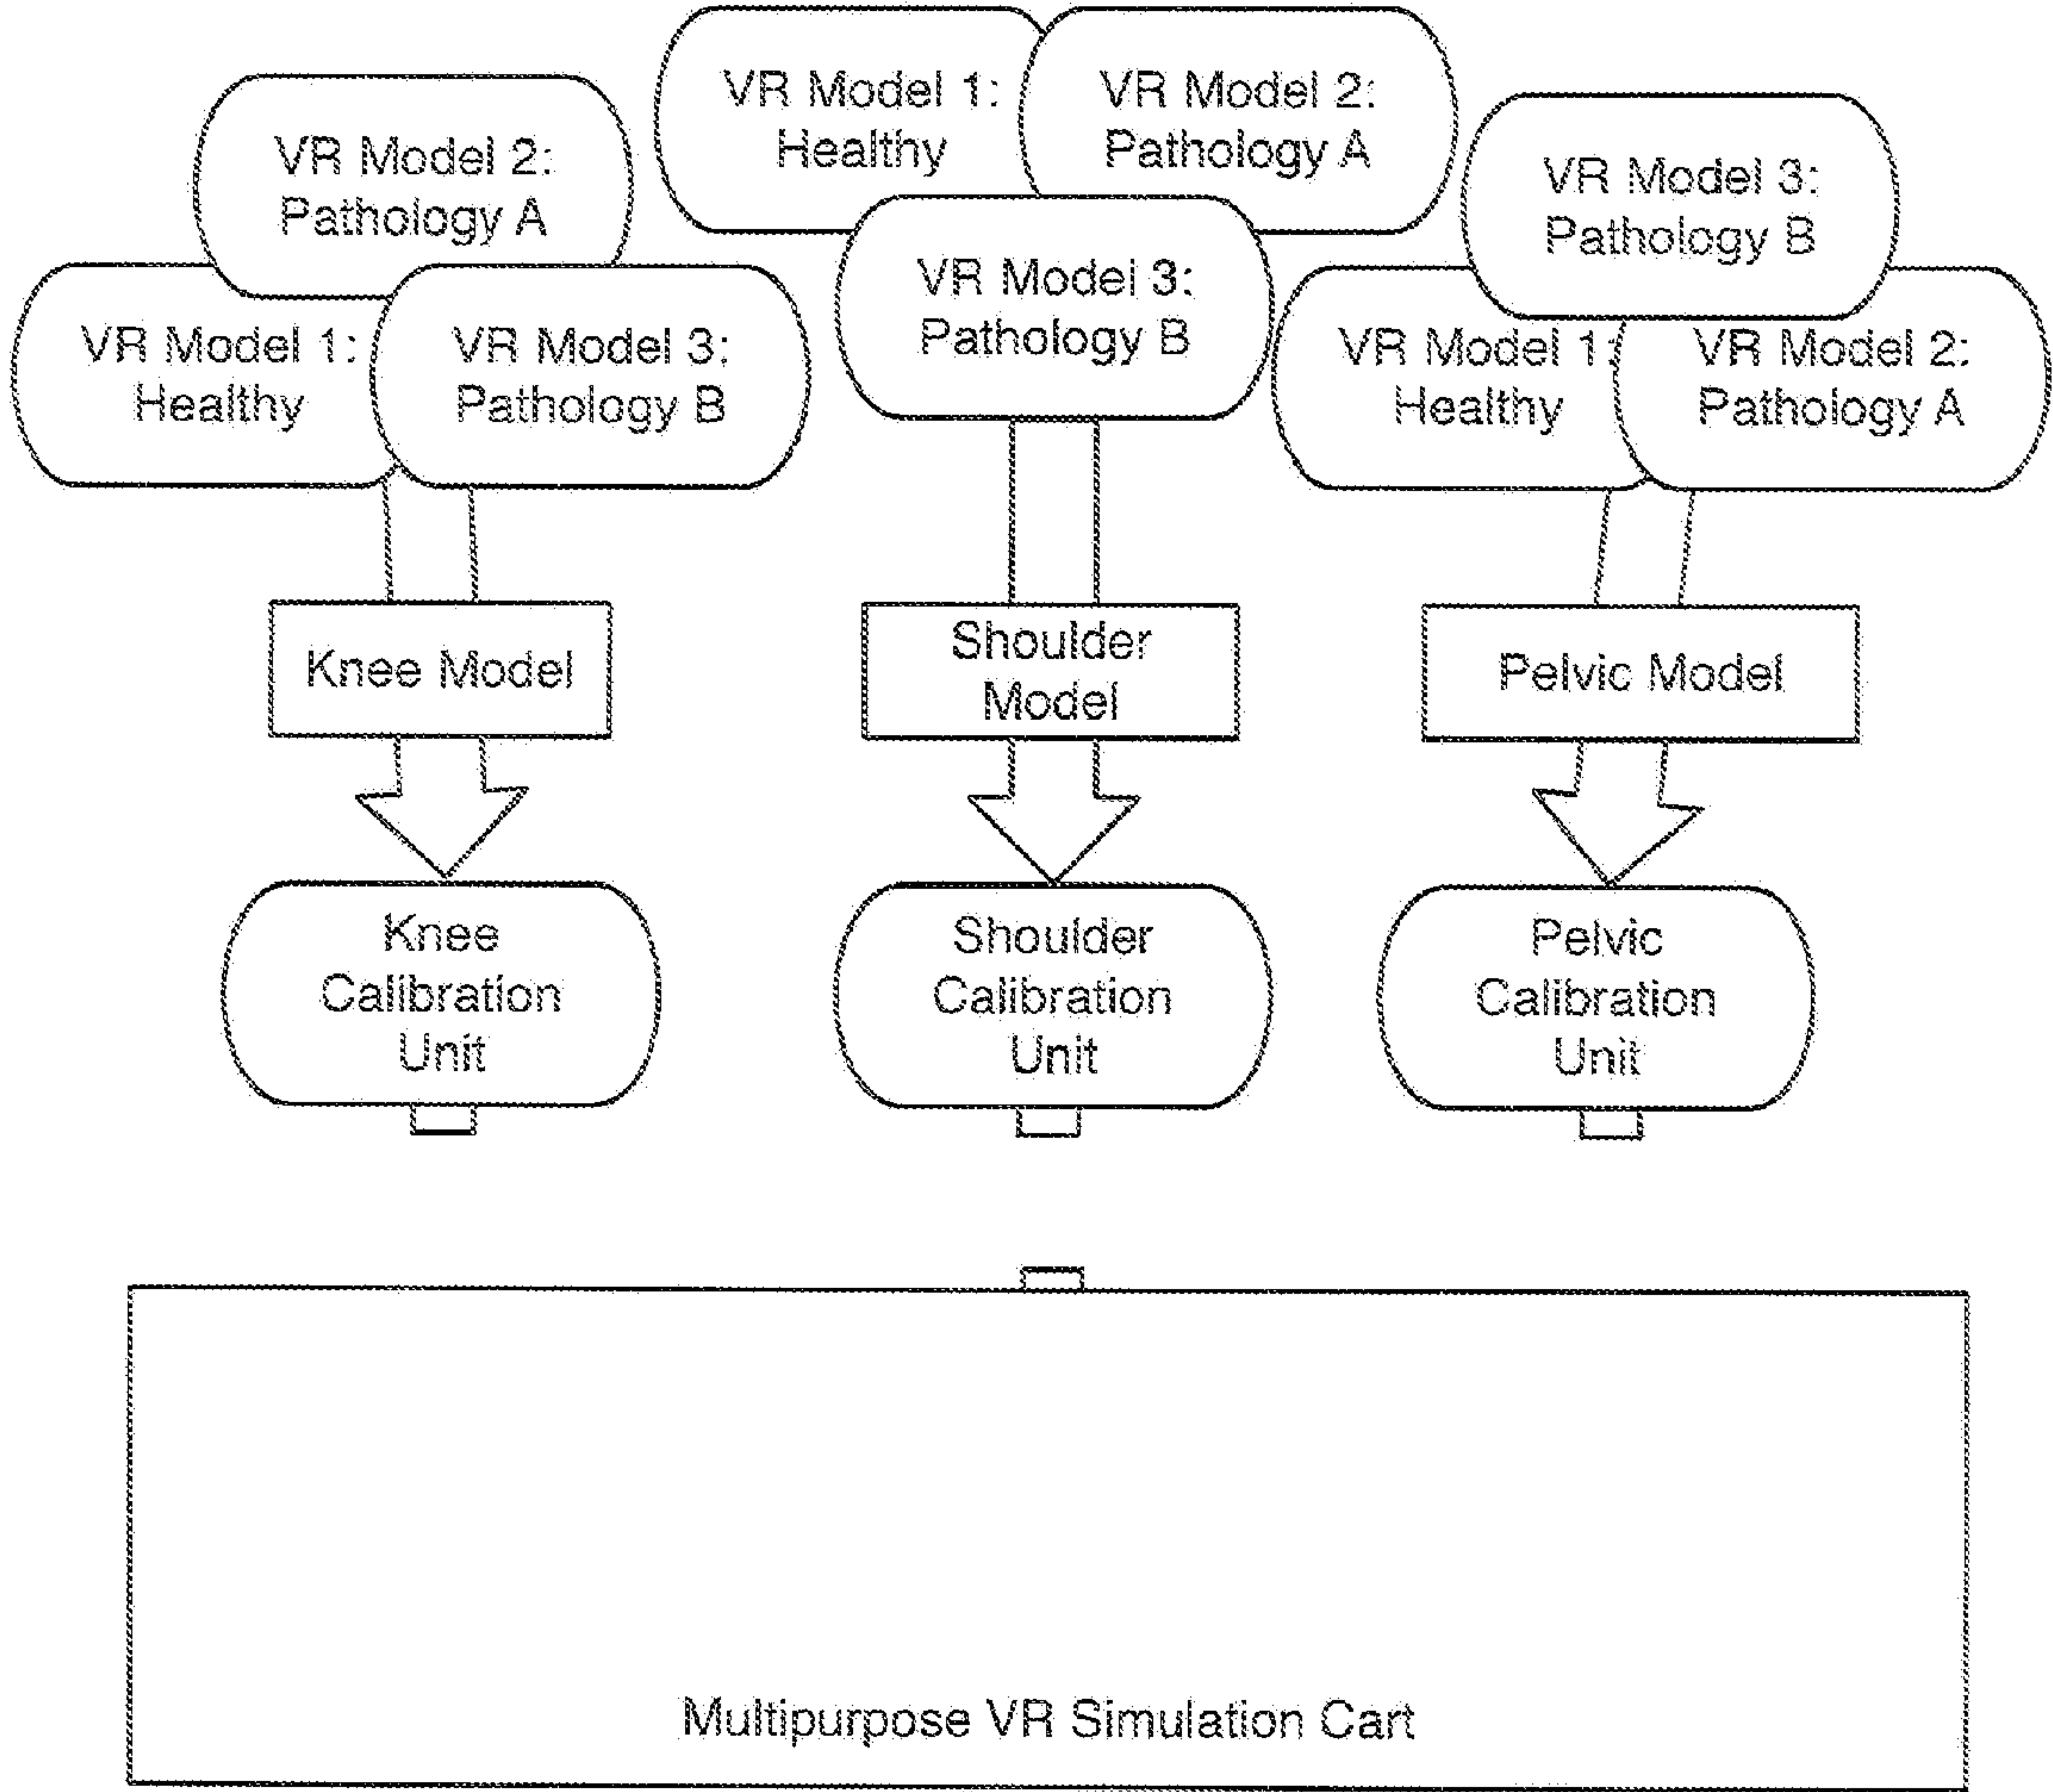 VR Model 1:
Healthy
VR Model 2:
Pathology A
VR Model 3:
Pathology B
VR Model 2:
Pathology A
VR Model 1:
Healthy
VR Model 3:
Pathology B
VR Model 3:
Pathology B
VR Model 1:
Healthy
VR Model 2:
Pathology A
Knee Model
Shoulder
Model
Pelvic Model
Knee
Calibration
Unit
Shoulder
Calibration
Unit
Pelvic
Calibration
Unit
Multipurpose VR Simulation Cart